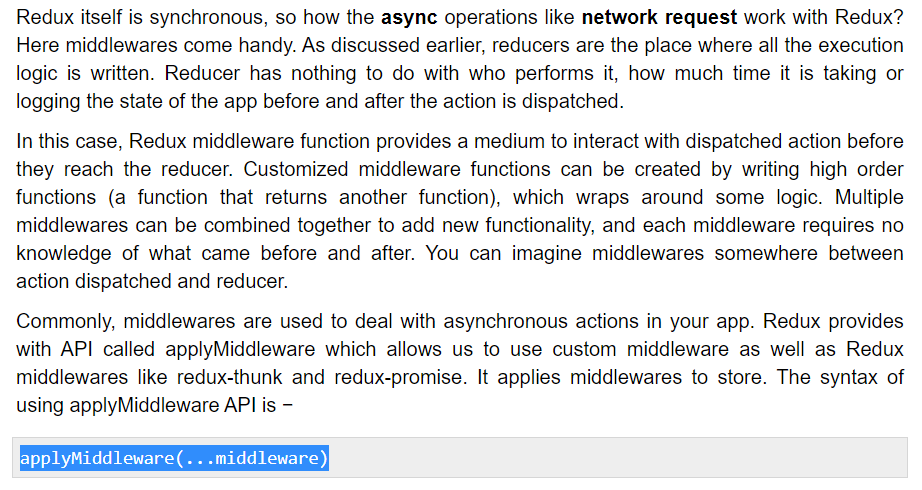 Redux itself is synchronous, so how the async operations like network request work with Redux?
Here middlewares come handy. As discussed earlier, reducers are the place where all the execution
logic is written. Reducer has nothing to do with who performs it, how much time it is taking or
logging the state of the app before and after the action is dispatched.
In this case, Redux middleware function provides a medium to interact with dispatched action before
they reach the reducer. Customized middleware functions can be created by writing high order
functions (a function that returns another function), which wraps around some logic. Multiple
middlewares can be combined together to add new functionality, and each middleware requires no
knowledge of what came before and after. You can imagine middlewares somewhere between
action dispatched and reducer.
Commonly, middlewares are used to deal with asynchronous actions in your app. Redux provides
with API called applyMiddleware which allows us to use custom middleware as well as Redux
middlewares like redux-thunk and redux-promise. It applies middlewares to store. The syntax of
using applyMiddleware API is −
applyMiddleware(...middleware)